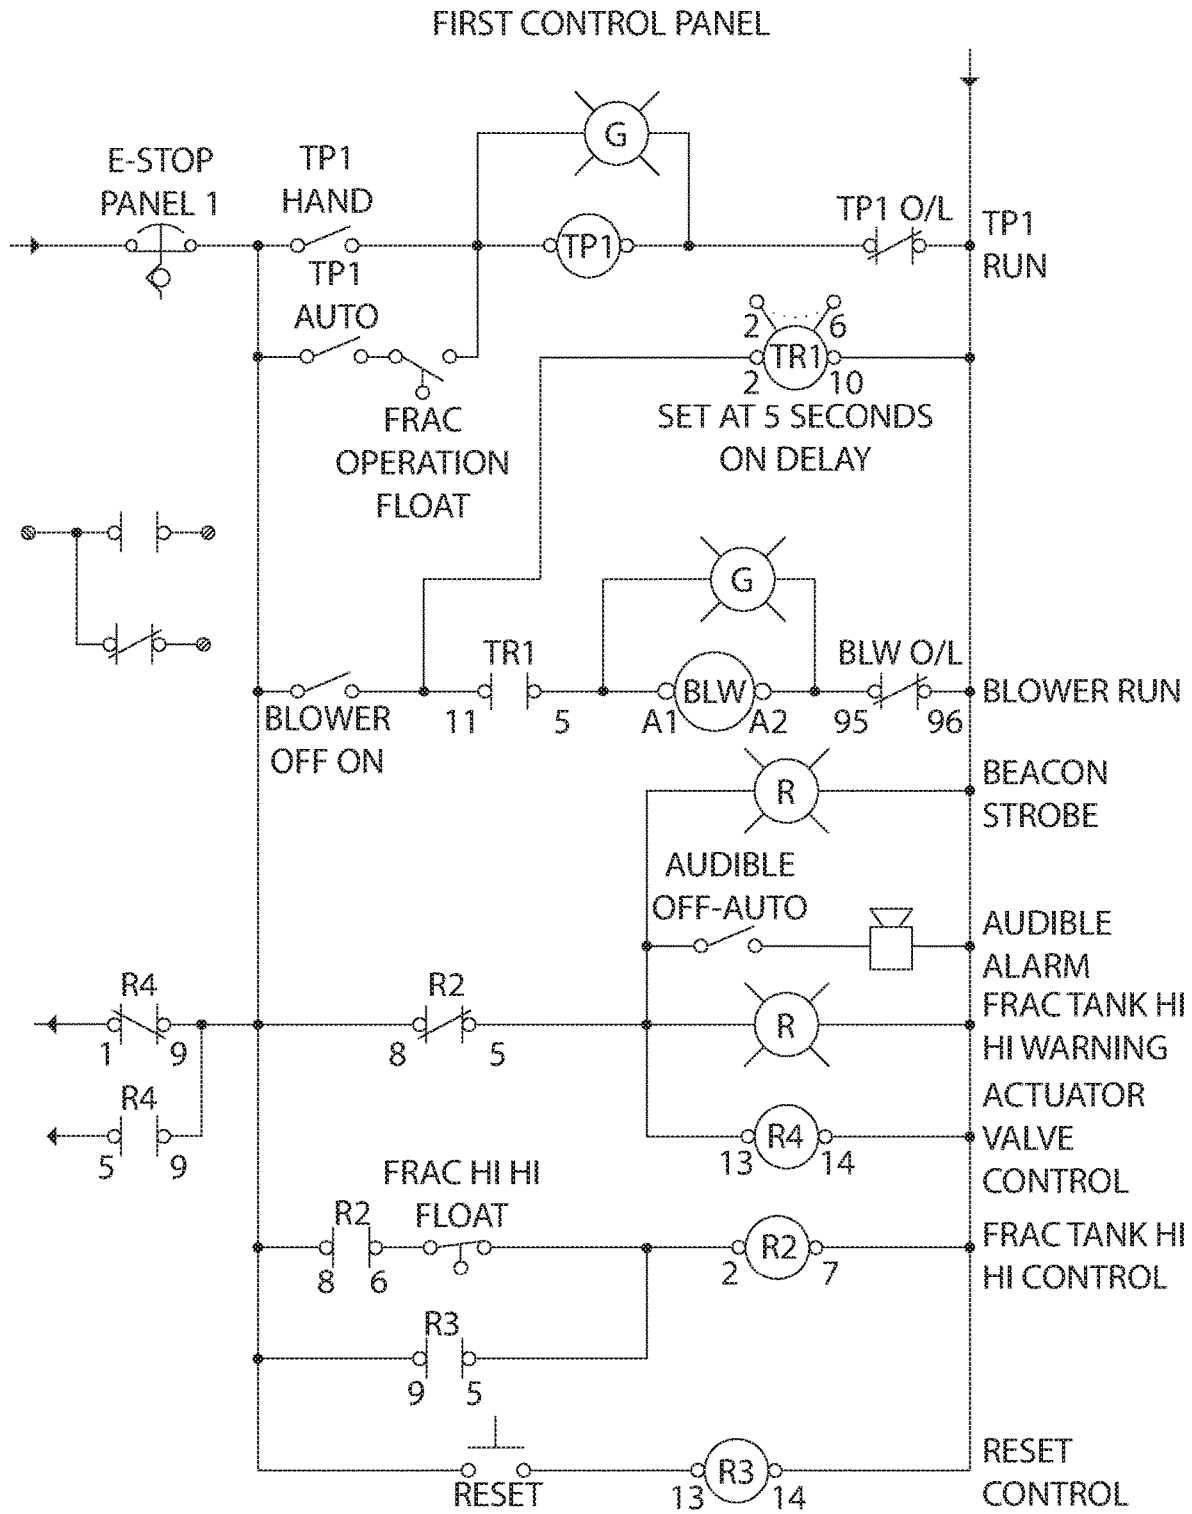 FIRST CONTROL PANEL
G
E-STOP
PANEL 1
TP1
HAND
TP1
TP1 O/L
TP1
RUN
TP1
AUTO
2
6
TR1
2
10
FRAC
OPERATION
FLOAT
SET AT 5 SECONDS
ON DELAY
G
TR1
BLW O/L
BLW
BLOWER RUN
BLOWER
OFF ON
11
5
A1
A2
95
96
R
BEACON
STROBE
AUDIBLE
OFF-AUTO
AUDIBLE
ALARM
R4
R2
R
FRAC TANK HI
HI WARNING
1
9
8
5
R4
5
9
R4
13
14
ACTUATOR
VALVE
CONTROL
FRAC HI HI
FLOAT
R2
8
6
R2
2
7
FRAC TANK HI
HI CONTROL
R3
9
5
RESET
R3
13
14
RESET
CONTROL